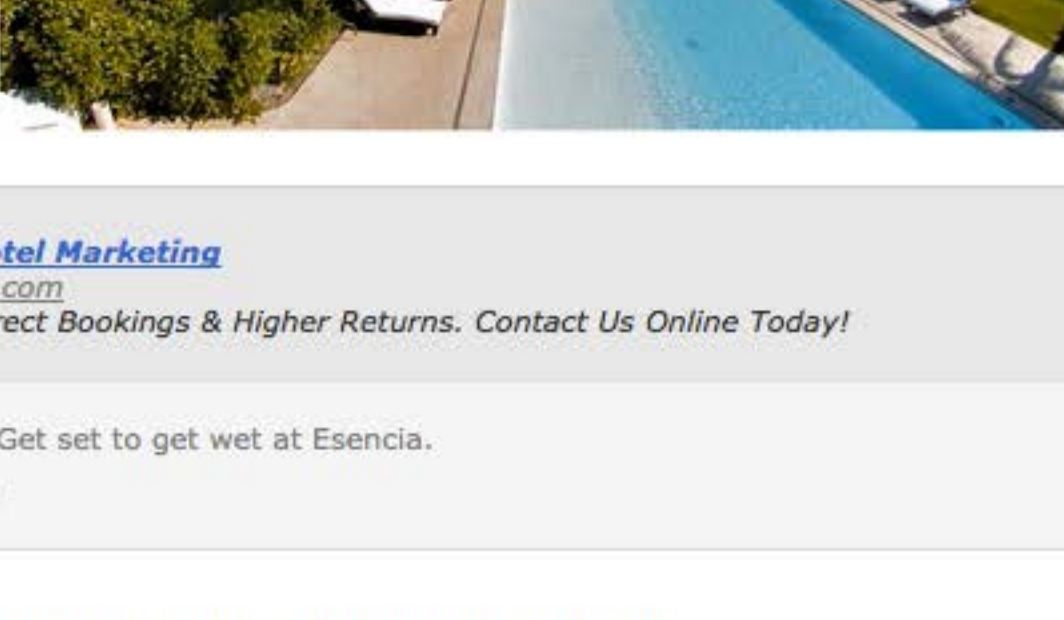 tel Marketing
.com
rect Bookings & Higher Returns. Contact Us Online Today!
Get set to get wet at Esencia.